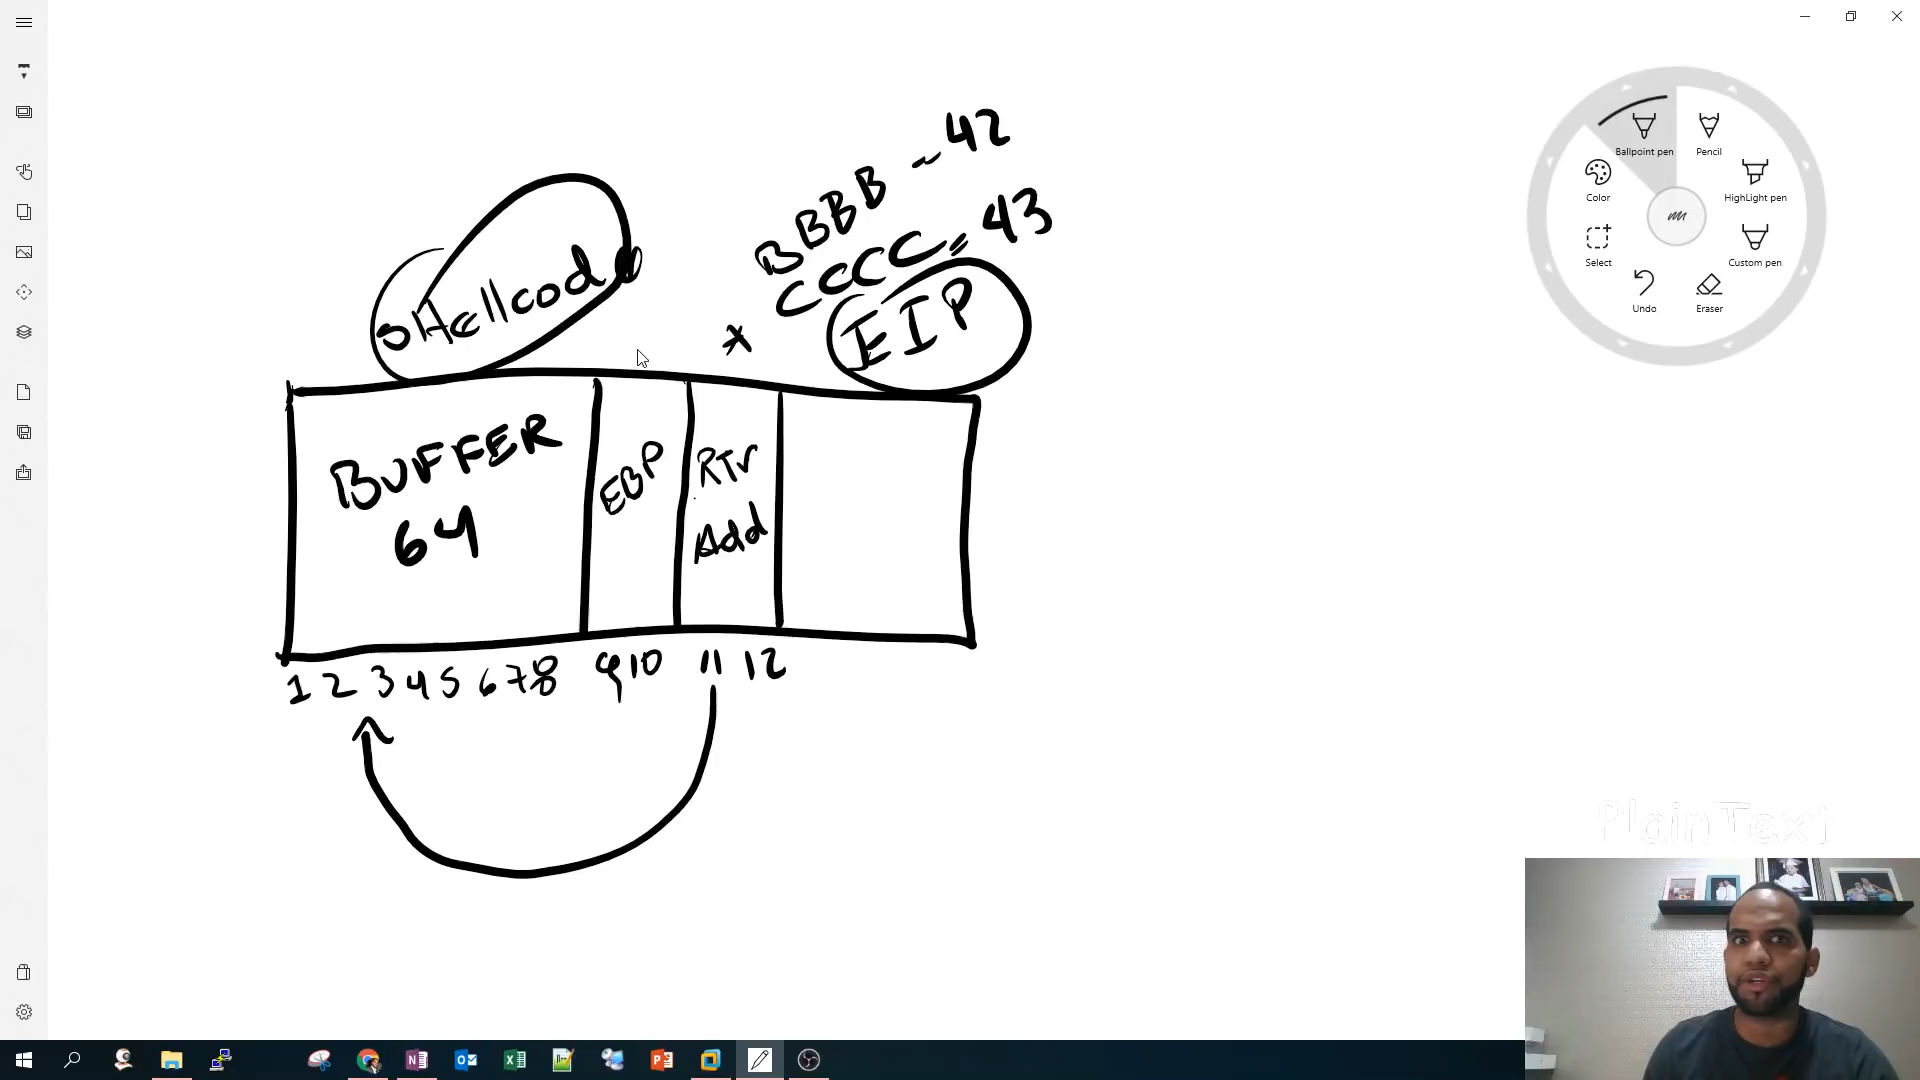 BBBB ~ 42
CCCC = 43
EIP
SHellcode
*
BUFFER
64
EBP
RTr
Add
1 2 3 4 5 6 7 8 9 10 11 12
Ballpoint pen
Pencil
Color
HighLight pen
Select
Custom pen
Undo
Eraser
PlainText